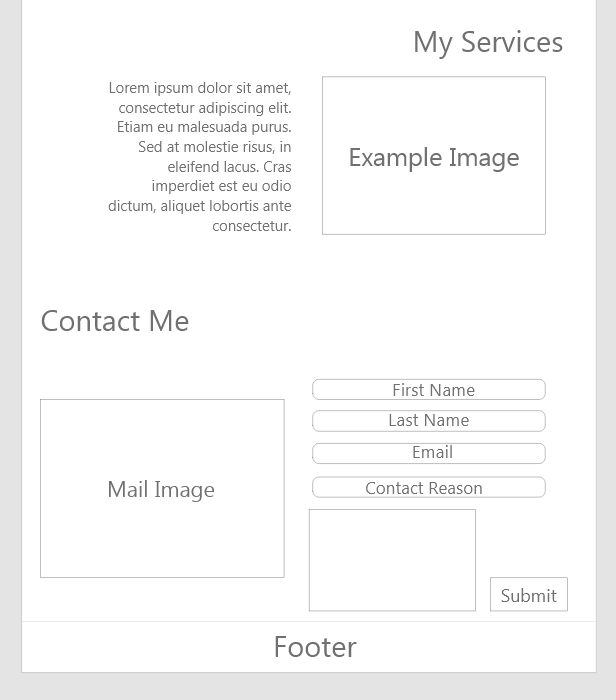 My Services
Lorem ipsum dolor sit amet,
consectetur adipiscing elit.
Etiam eu malesuada purus.
Sed at molestie risus, in
eleifend lacus. Cras
imperdiet est eu odio
dictum, aliquet lobortis ante
consectetur.
Example Image
Contact Me
Mail Image
First Name
Last Name
Email
Contact Reason
Submit
Footer